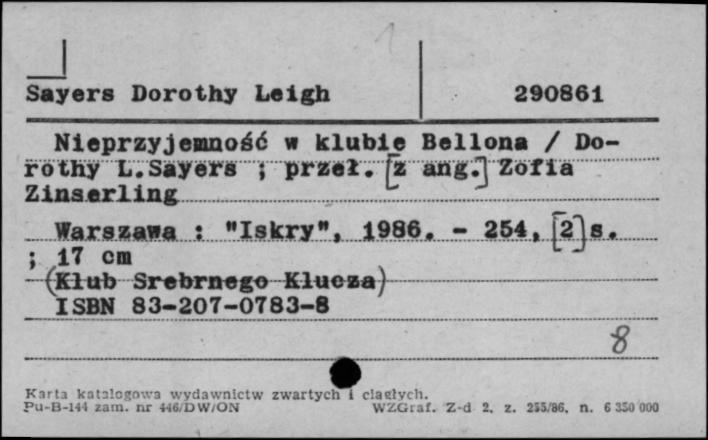 Sayers Dorothy Leigh 290861
Nieprzyjemność w klubie Bellona / Do-
rothy L.Sayers ; przeł. [z ang.] Zofia
Zinserling
Warszawa : "Iskry", 1986. - 254, [2] s.
; 17 cm
(Klub Srebrnego Klucza)
ISBN 83-207-0783-8
8
Karta katalogowa wydawnictw zwartych i ciągłych.
Pu-B-144 zam. nr 446/DW/ON WZGraf. Z-d 2. z. 255/86. n. 6 350 000